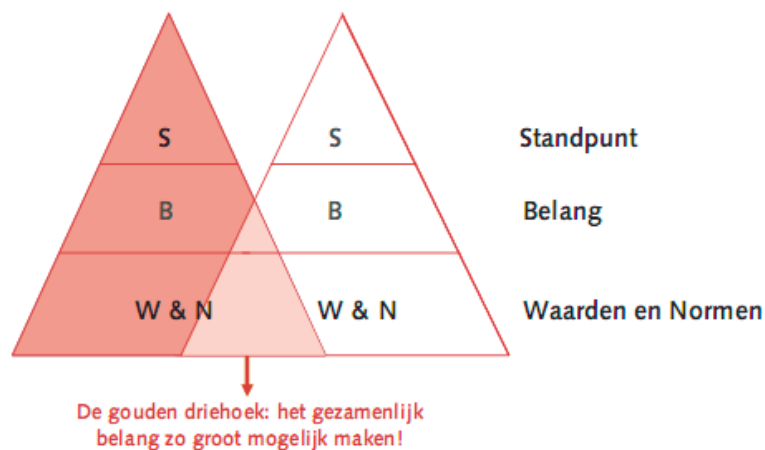 S S Standpunt
B B Belang
W & N W & N Waarden en Normen
De gouden driehoek: het gezamenlijk
belang zo groot mogelijk maken!